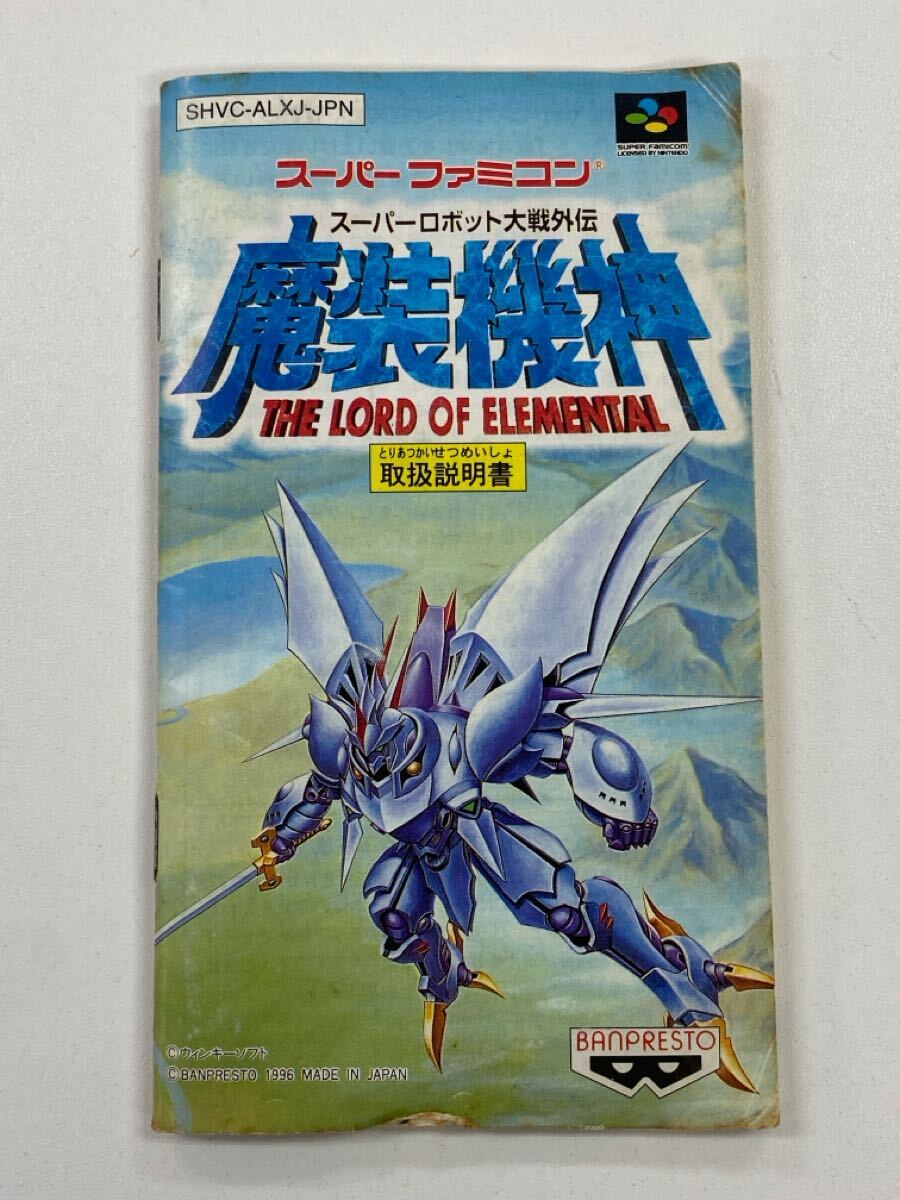 SHVC-ALXJ-JPN
SUPER FAMICOM
LICENSED BY NINTENDO
スーパーファミコン®
スーパーロボット大戦外伝
魔装機神
THE LORD OF ELEMENTAL
とりあつかいせつめいしょ
取扱説明書
©ウィンキーソフト
©BANPRESTO 1996 MADE IN JAPAN
BANPRESTO